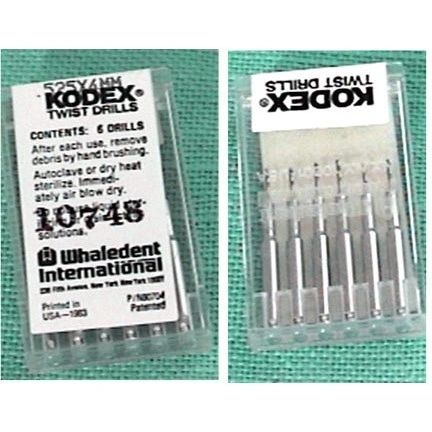 .525X4MM
KODEX®
TWIST DRILLS
CONTENTS: 6 DRILLS
After each use, remove
debris by hand brushing.
Autoclave or dry heat
sterilize. Immedi-
ately air blow dry.
10748
solutions.
Whaledent
International
236 Fifth Avenue, New York, New York 10001
Printed in
USA-1983
Patented
KODEX®
TWIST DRILLS